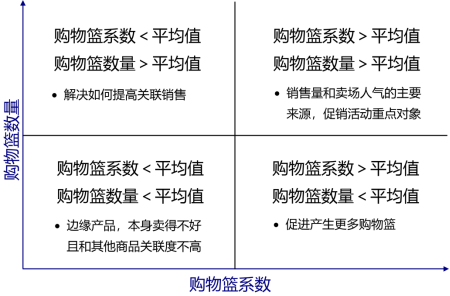 购物篮系数 < 平均值
购物篮数量 > 平均值
• 解决如何提高关联销售
购物篮系数 > 平均值
购物篮数量 > 平均值
• 销售量和卖场人气的主要
来源，促销活动重点对象
购物篮数量
购物篮系数 < 平均值
购物篮数量 < 平均值
• 边缘产品，本身卖得不好
且和其他商品关联度不高
购物篮系数 > 平均值
购物篮数量 < 平均值
• 促进产生更多购物篮
购物篮系数